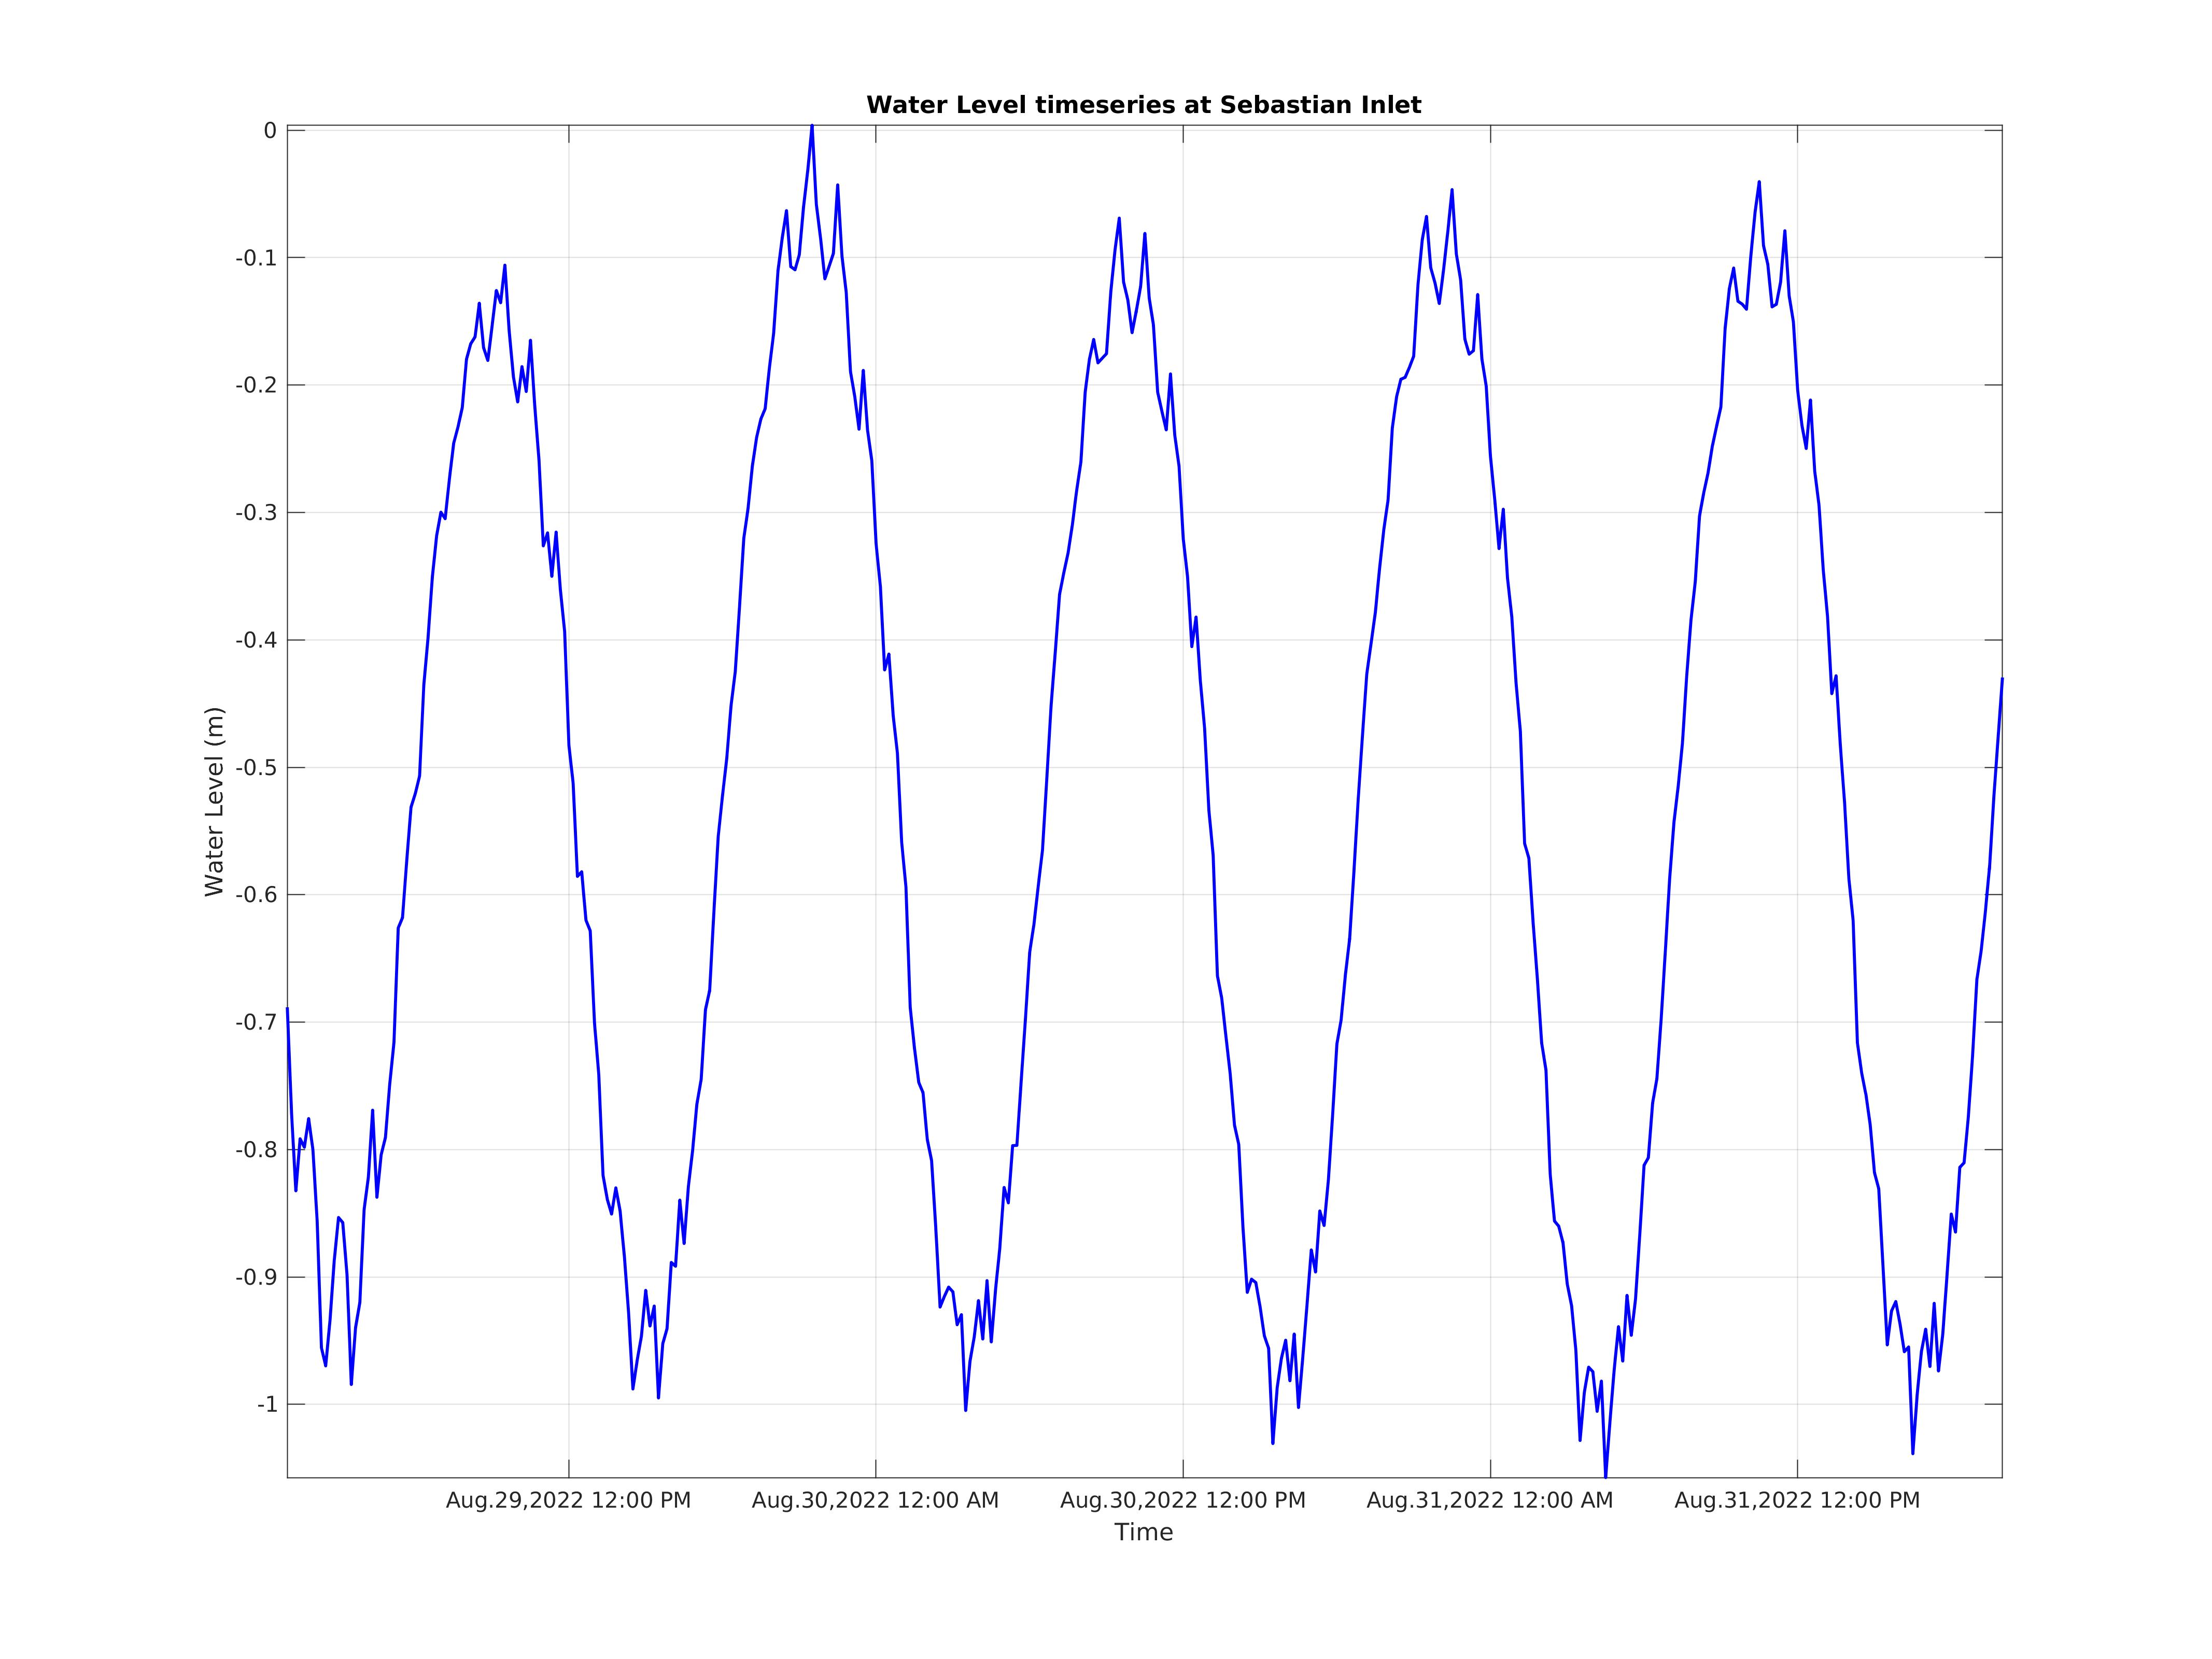 Water Level timeseries at Sebastian Inlet
0
-0.1
-0.2
-0.3
-0.4
-0.5
-0.6
-0.7
-0.8
-0.9
-1
Water Level (m)
Aug.29,2022 12:00 PM
Aug.30,2022 12:00 AM
Aug.30,2022 12:00 PM
Aug.31,2022 12:00 AM
Aug.31,2022 12:00 PM
Time